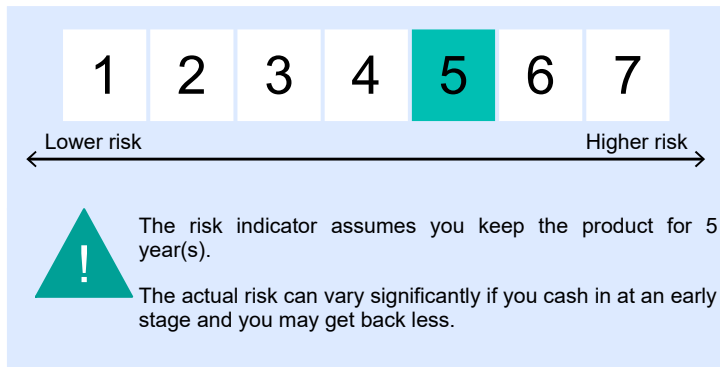 1 2 3 4 5 6 7
Lower risk Higher risk
!
The risk indicator assumes you keep the product for 5
year(s).
The actual risk can vary significantly if you cash in at an early
stage and you may get back less.